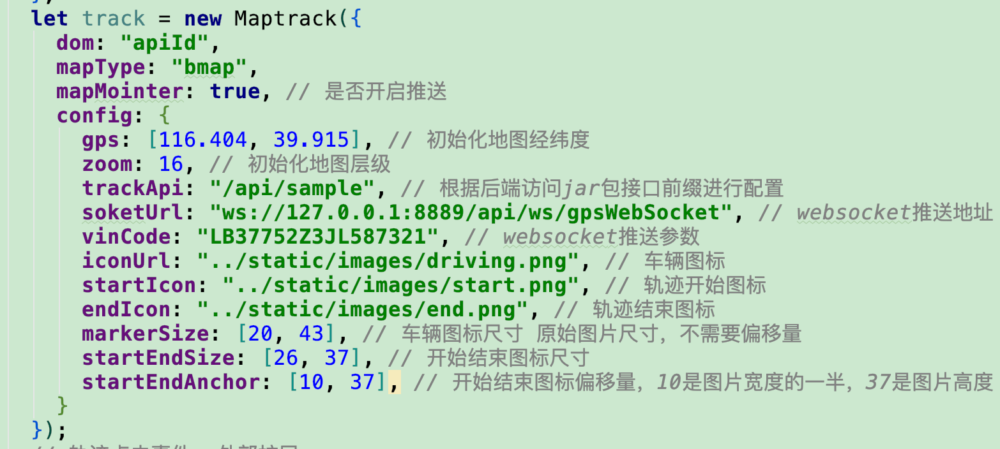 let track = new Maptrack({
dom: "apiId",
mapType: "bmap",
mapMointer: true, // 是否开启推送
config: {
gps: [116.404, 39.915], // 初始化地图经纬度
zoom: 16, // 初始化地图层级
trackApi: "/api/sample", // 根据后端访问jar包接口前缀进行配置
soketUrl: "ws://127.0.0.1:8889/api/ws/gpsWebSocket", // websocket推送地址
vinCode: "LB37752Z3JL587321", // websocket推送参数
iconUrl: "../static/images/driving.png", // 车辆图标
startIcon: "../static/images/start.png", // 轨迹开始图标
endIcon: "../static/images/end.png", // 轨迹结束图标
markerSize: [20, 43], // 车辆图标尺寸 原始图片尺寸，不需要偏移量
startEndSize: [26, 37], // 开始结束图标尺寸
startEndAnchor: [10, 37], // 开始结束图标偏移量，10是图片宽度的一半，37是图片高度
}
});